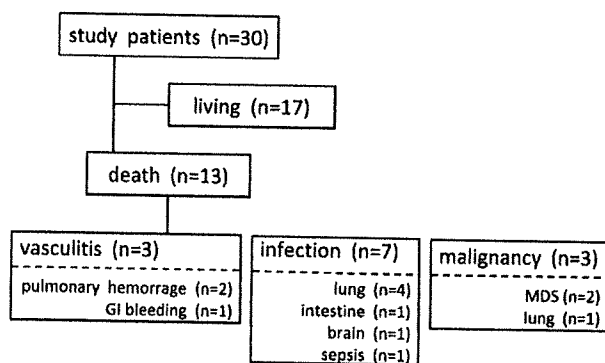 study patients (n=30)
living (n=17)
death (n=13)
vasculitis (n=3)
pulmonary hemorrhage (n=2)
GI bleeding (n=1)
infection (n=7)
lung (n=4)
intestine (n=1)
brain (n=1)
sepsis (n=1)
malignancy (n=3)
MDS (n=2)
lung (n=1)